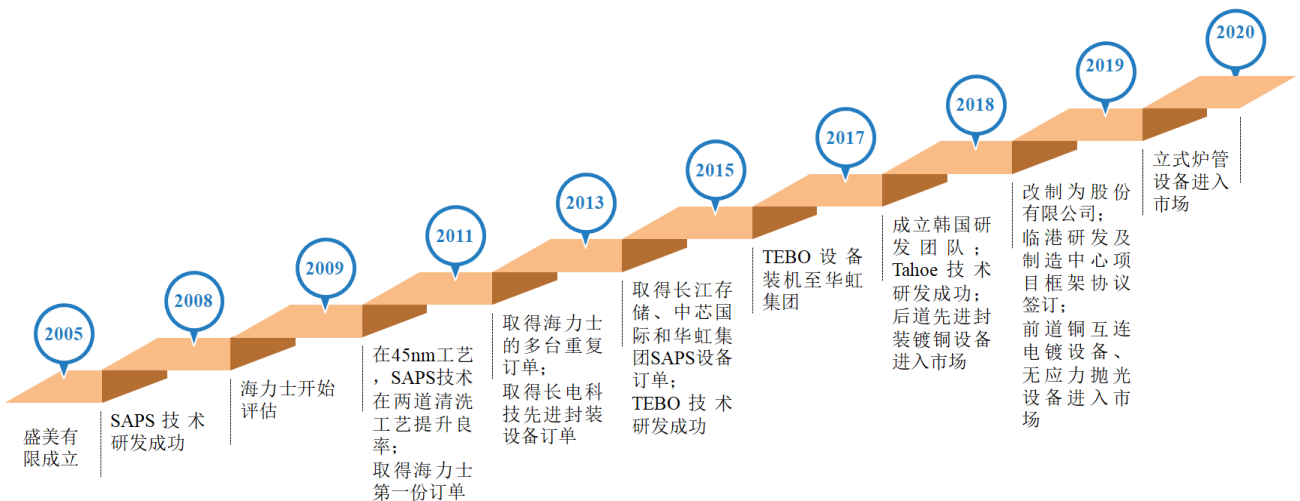 2005
盛美有
限成立
2008
SAPS 技术
研发成功
2009
海力士开始
评估
2011
在45nm工艺
，SAPS技术
在两道清洗
工艺提升良
率；
取得海力士
第一份订单
2013
取得海力士
的多台重复
订单；
取得长电科
技先进封装
设备订单
2015
取得长江存
储、中芯国
际和华虹集
团SAPS设备
订单；
TEBO 技术
研发成功
2017
TEBO 设备
装机至华虹
集团
2018
成立韩国研
发团队；
Tahoe 技术
研发成功；
后道先进封
装镀铜设备
进入市场
2019
改制为股份
有限公司；
临港研发及
制造中心项
目框架协议
签订；
前道铜互连
电镀设备、
无应力抛光
设备进入市
场
2020
立式炉管
设备进入
市场